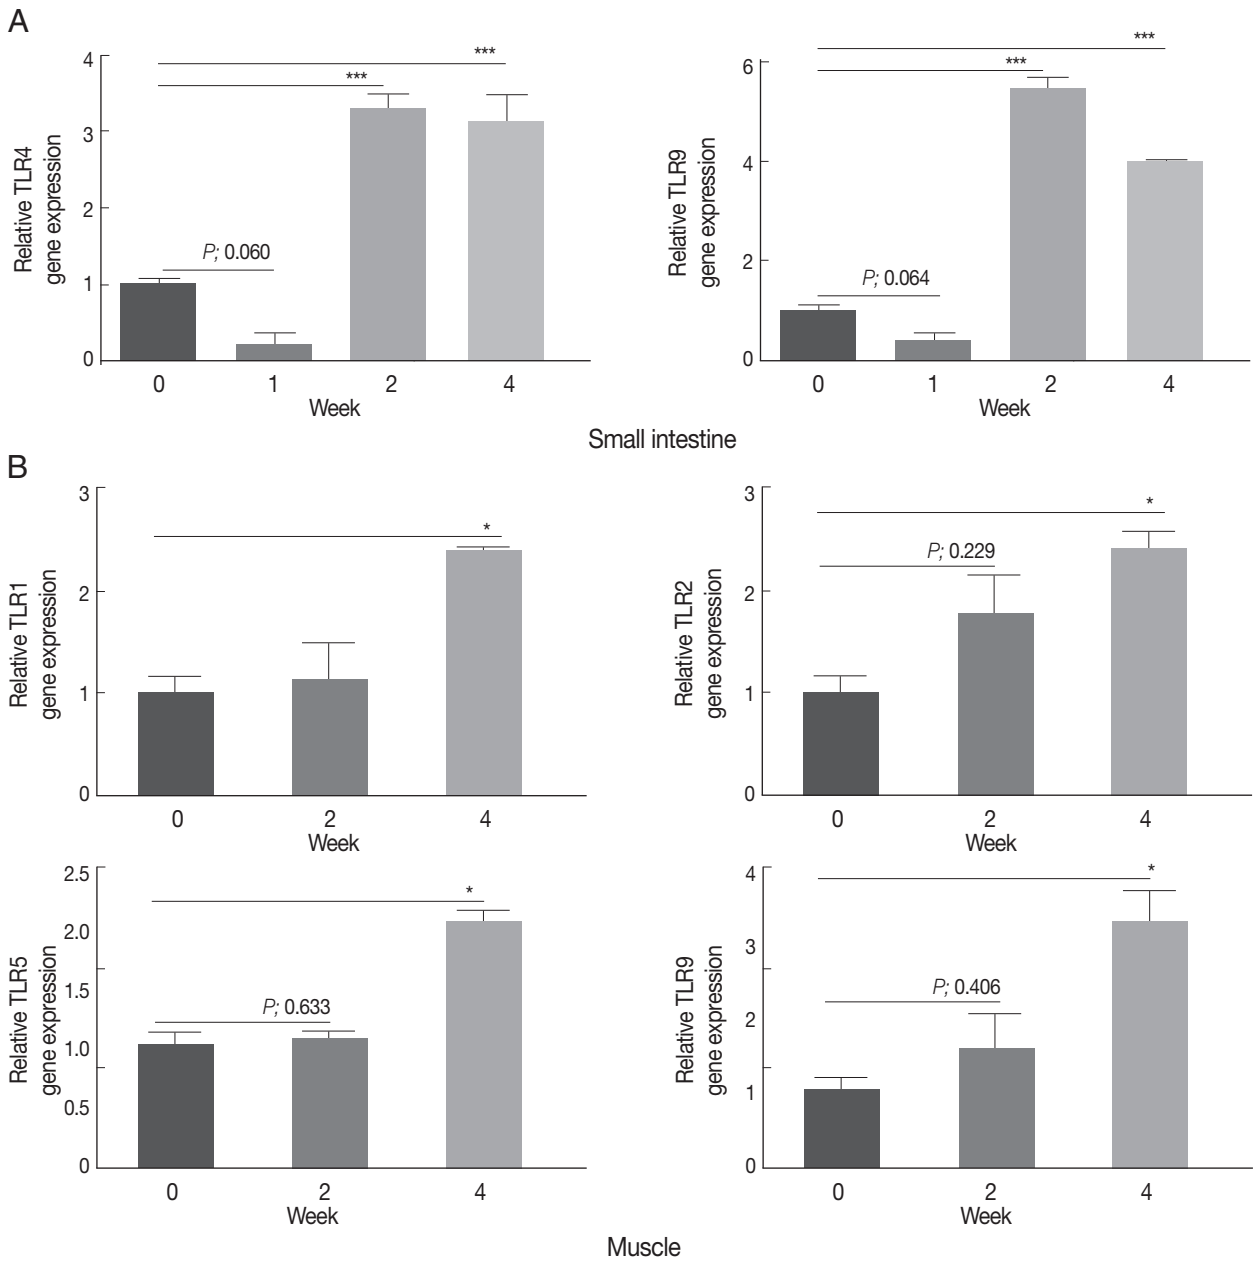 A
Relative TLR4
gene expression
4
3
2
1
0
***
***
P; 0.060
0
1
2
4
Week
Relative TLR9
gene expression
6
4
2
0
***
***
P; 0.064
0
1
2
4
Week
Small intestine
B
Relative TLR1
gene expression
3
2
1
0
*
0
2
4
Week
Relative TLR2
gene expression
3
2
1
0
*
P; 0.229
0
2
4
Week
Relative TLR5
gene expression
2.5
2.0
1.5
1.0
0.5
0
*
P; 0.633
0
2
4
Week
Relative TLR9
gene expression
4
3
2
1
0
*
P; 0.406
0
2
4
Week
Muscle